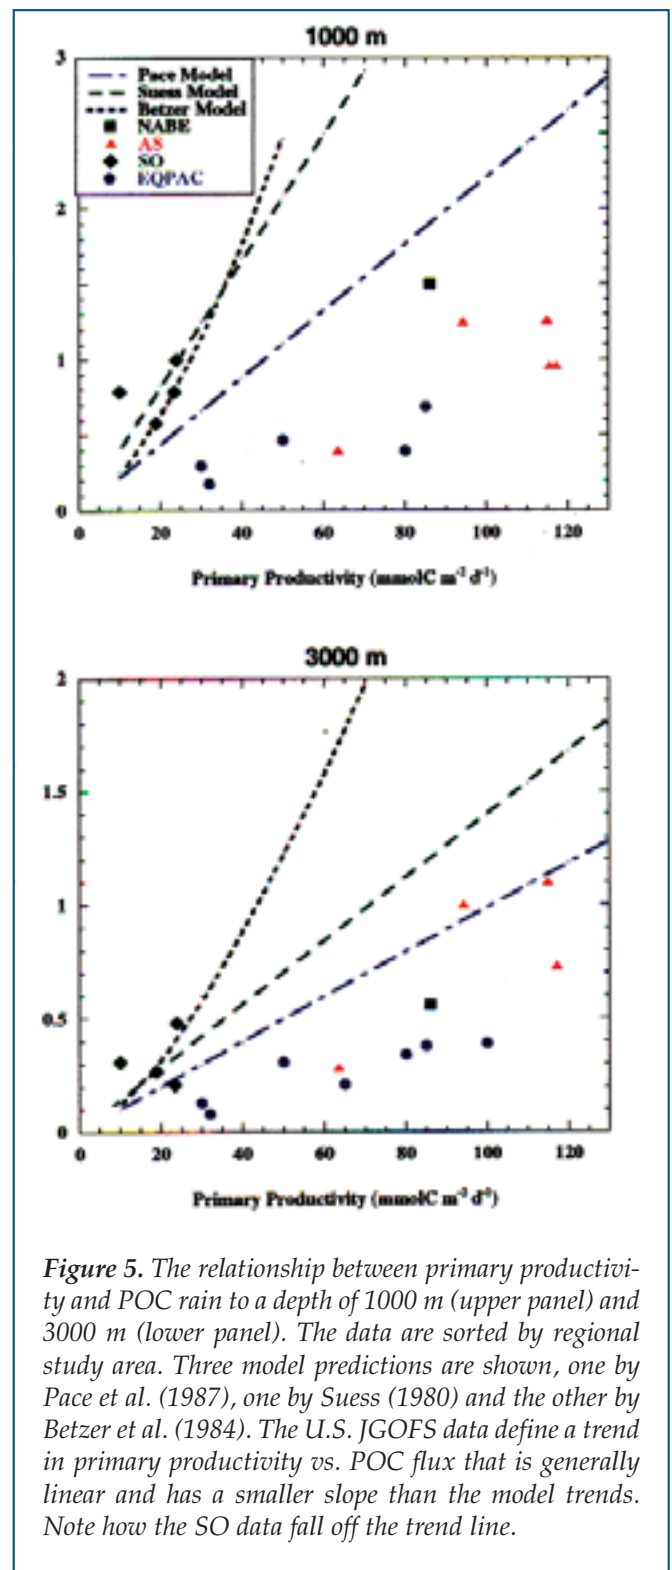 1000 m
3
Pace Model
Suess Model
Betzer Model
NABE
AS
SO
EQPAC
2
1
0
0 20 40 60 80 100 120
Primary Productivity (mmolC m⁻² d⁻¹)
3000 m
2
1.5
1
0.5
0
0 20 40 60 80 100 120
Primary Productivity (mmolC m⁻² d⁻¹)
Figure 5. The relationship between primary productivi-
ty and POC rain to a depth of 1000 m (upper panel) and
3000 m (lower panel). The data are sorted by regional
study area. Three model predictions are shown, one by
Pace et al. (1987), one by Suess (1980) and the other by
Betzer et al. (1984). The U.S. JGOFS data define a trend
in primary productivity vs. POC flux that is generally
linear and has a smaller slope than the model trends.
Note how the SO data fall off the trend line.